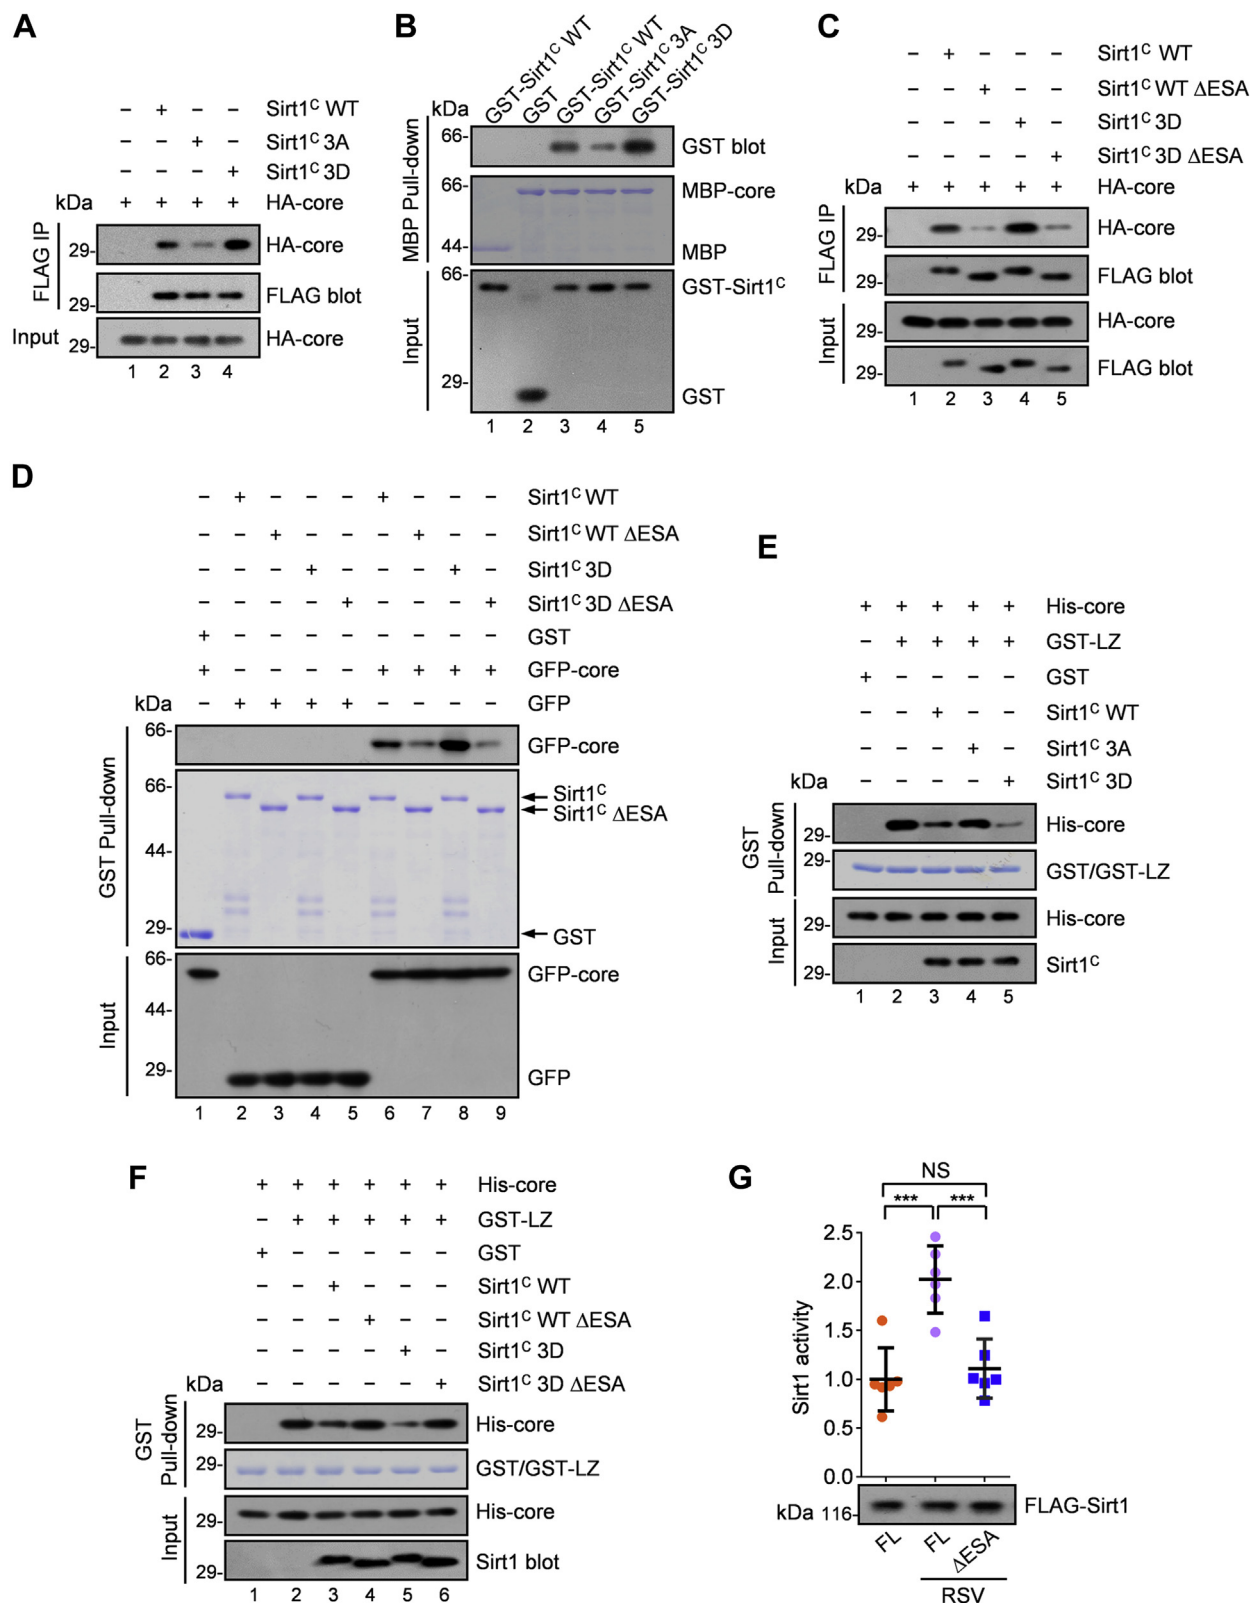 A
− + − − Sirt1C WT
− − + − Sirt1C 3A
− − − + Sirt1C 3D
kDa + + + + HA-core
FLAG IP
29- HA-core
29- FLAG blot
Input 29- HA-core
1 2 3 4
B
kDa GST-Sirt1C WT GST GST-Sirt1C WT GST-Sirt1C 3A GST-Sirt1C 3D
MBP Pull-down
66- GST blot
66- MBP-core
44- MBP
Input
66- GST-Sirt1C
29- GST
1 2 3 4 5
C
− + − − − Sirt1C WT
− − + − − Sirt1C WT ΔESA
− − − + − Sirt1C 3D
− − − − + Sirt1C 3D ΔESA
kDa + + + + + HA-core
FLAG IP
29- HA-core
29- FLAG blot
Input
29- HA-core
29- FLAG blot
1 2 3 4 5
D
− + − − − + − − − Sirt1C WT
− − + − − − + − − Sirt1C WT ΔESA
− − − + − − − + − Sirt1C 3D
− − − − + − − − + Sirt1C 3D ΔESA
+ − − − − − − − − GST
+ − − − − + + + + GFP-core
kDa − + + + + − − − − GFP
GST Pull-down
66- GFP-core
66- Sirt1C
Sirt1C ΔESA
44-
29- GST
Input
66- GFP-core
44-
29- GFP
1 2 3 4 5 6 7 8 9
E
+ + + + + His-core
− + + + + GST-LZ
+ − − − − GST
− − + − − Sirt1C WT
− − − + − Sirt1C 3A
kDa − − − − + Sirt1C 3D
GST Pull-down
29- His-core
29- GST/GST-LZ
Input
29- His-core
29- Sirt1C
1 2 3 4 5
F
+ + + + + + His-core
− + + + + + GST-LZ
+ − − − − − GST
− − + − − − Sirt1C WT
− − − + − − Sirt1C WT ΔESA
− − − − + − Sirt1C 3D
kDa − − − − − + Sirt1C 3D ΔESA
GST Pull-down
29- His-core
29- GST/GST-LZ
Input
29- His-core
29- Sirt1 blot
1 2 3 4 5 6
G
NS
*** ***
Sirt1 activity
2.5
2.0
1.5
1.0
0.5
0.0
kDa 116- FLAG-Sirt1
FL FL ΔESA
RSV